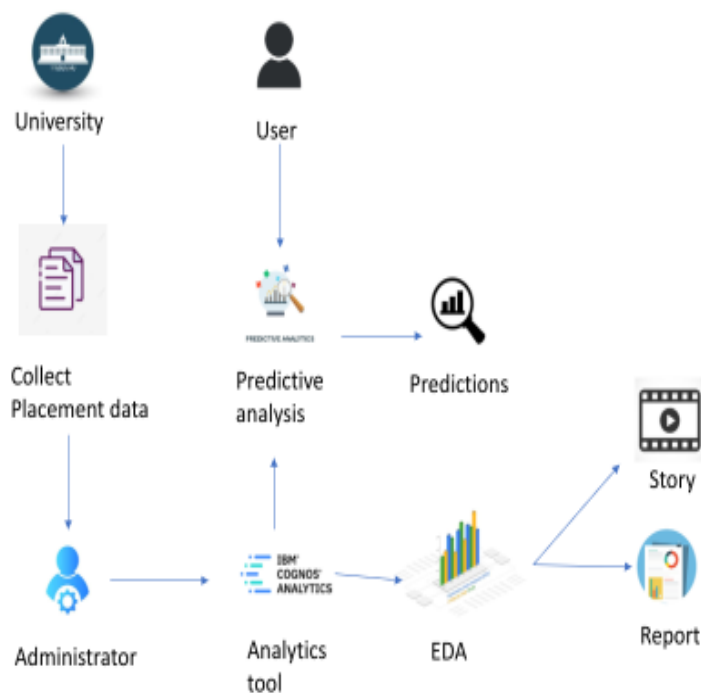 University
User
PREDICTIVE ANALYTICS
Collect
Placement data
Predictive
analysis
Predictions
Story
IBM'
COGNOS'
ANALYTICS
Administrator
Analytics
tool
EDA
Report